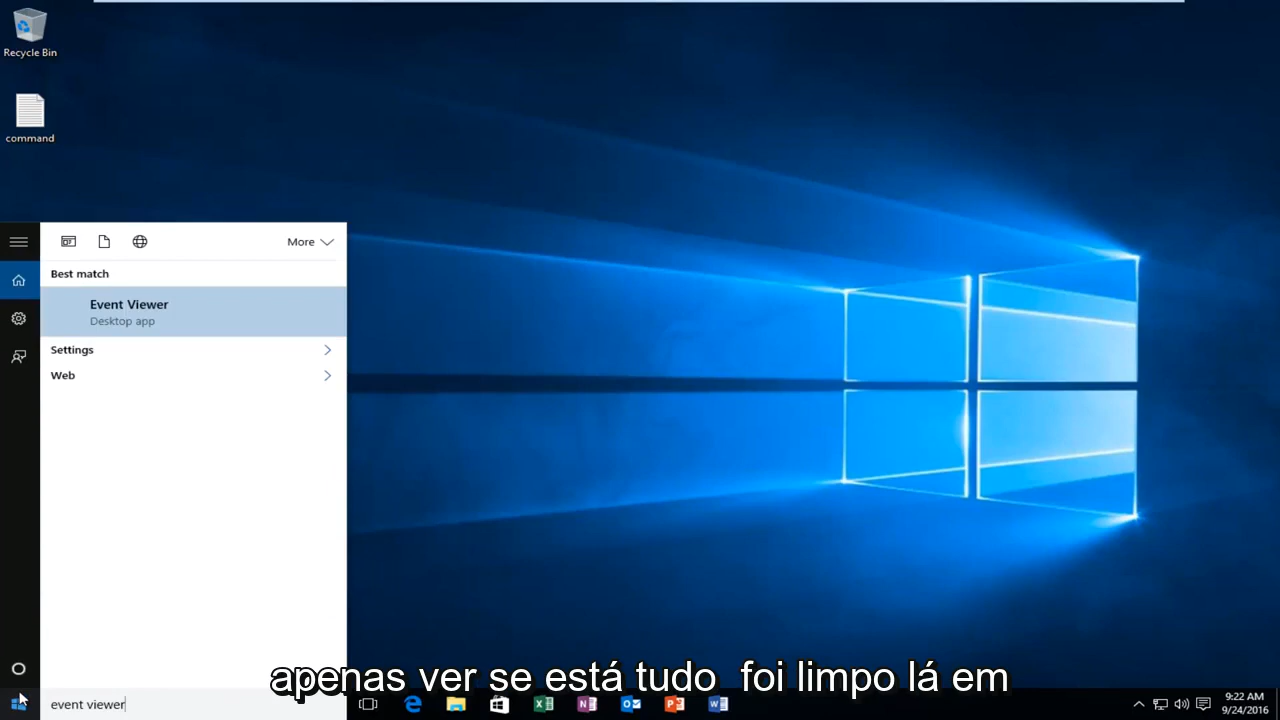 Recycle Bin
command
More
Best match
Event Viewer
Desktop app
Settings
Web
apenas ver se está tudo foi limpo lá em
event viewer
9:22 AM
9/24/2016